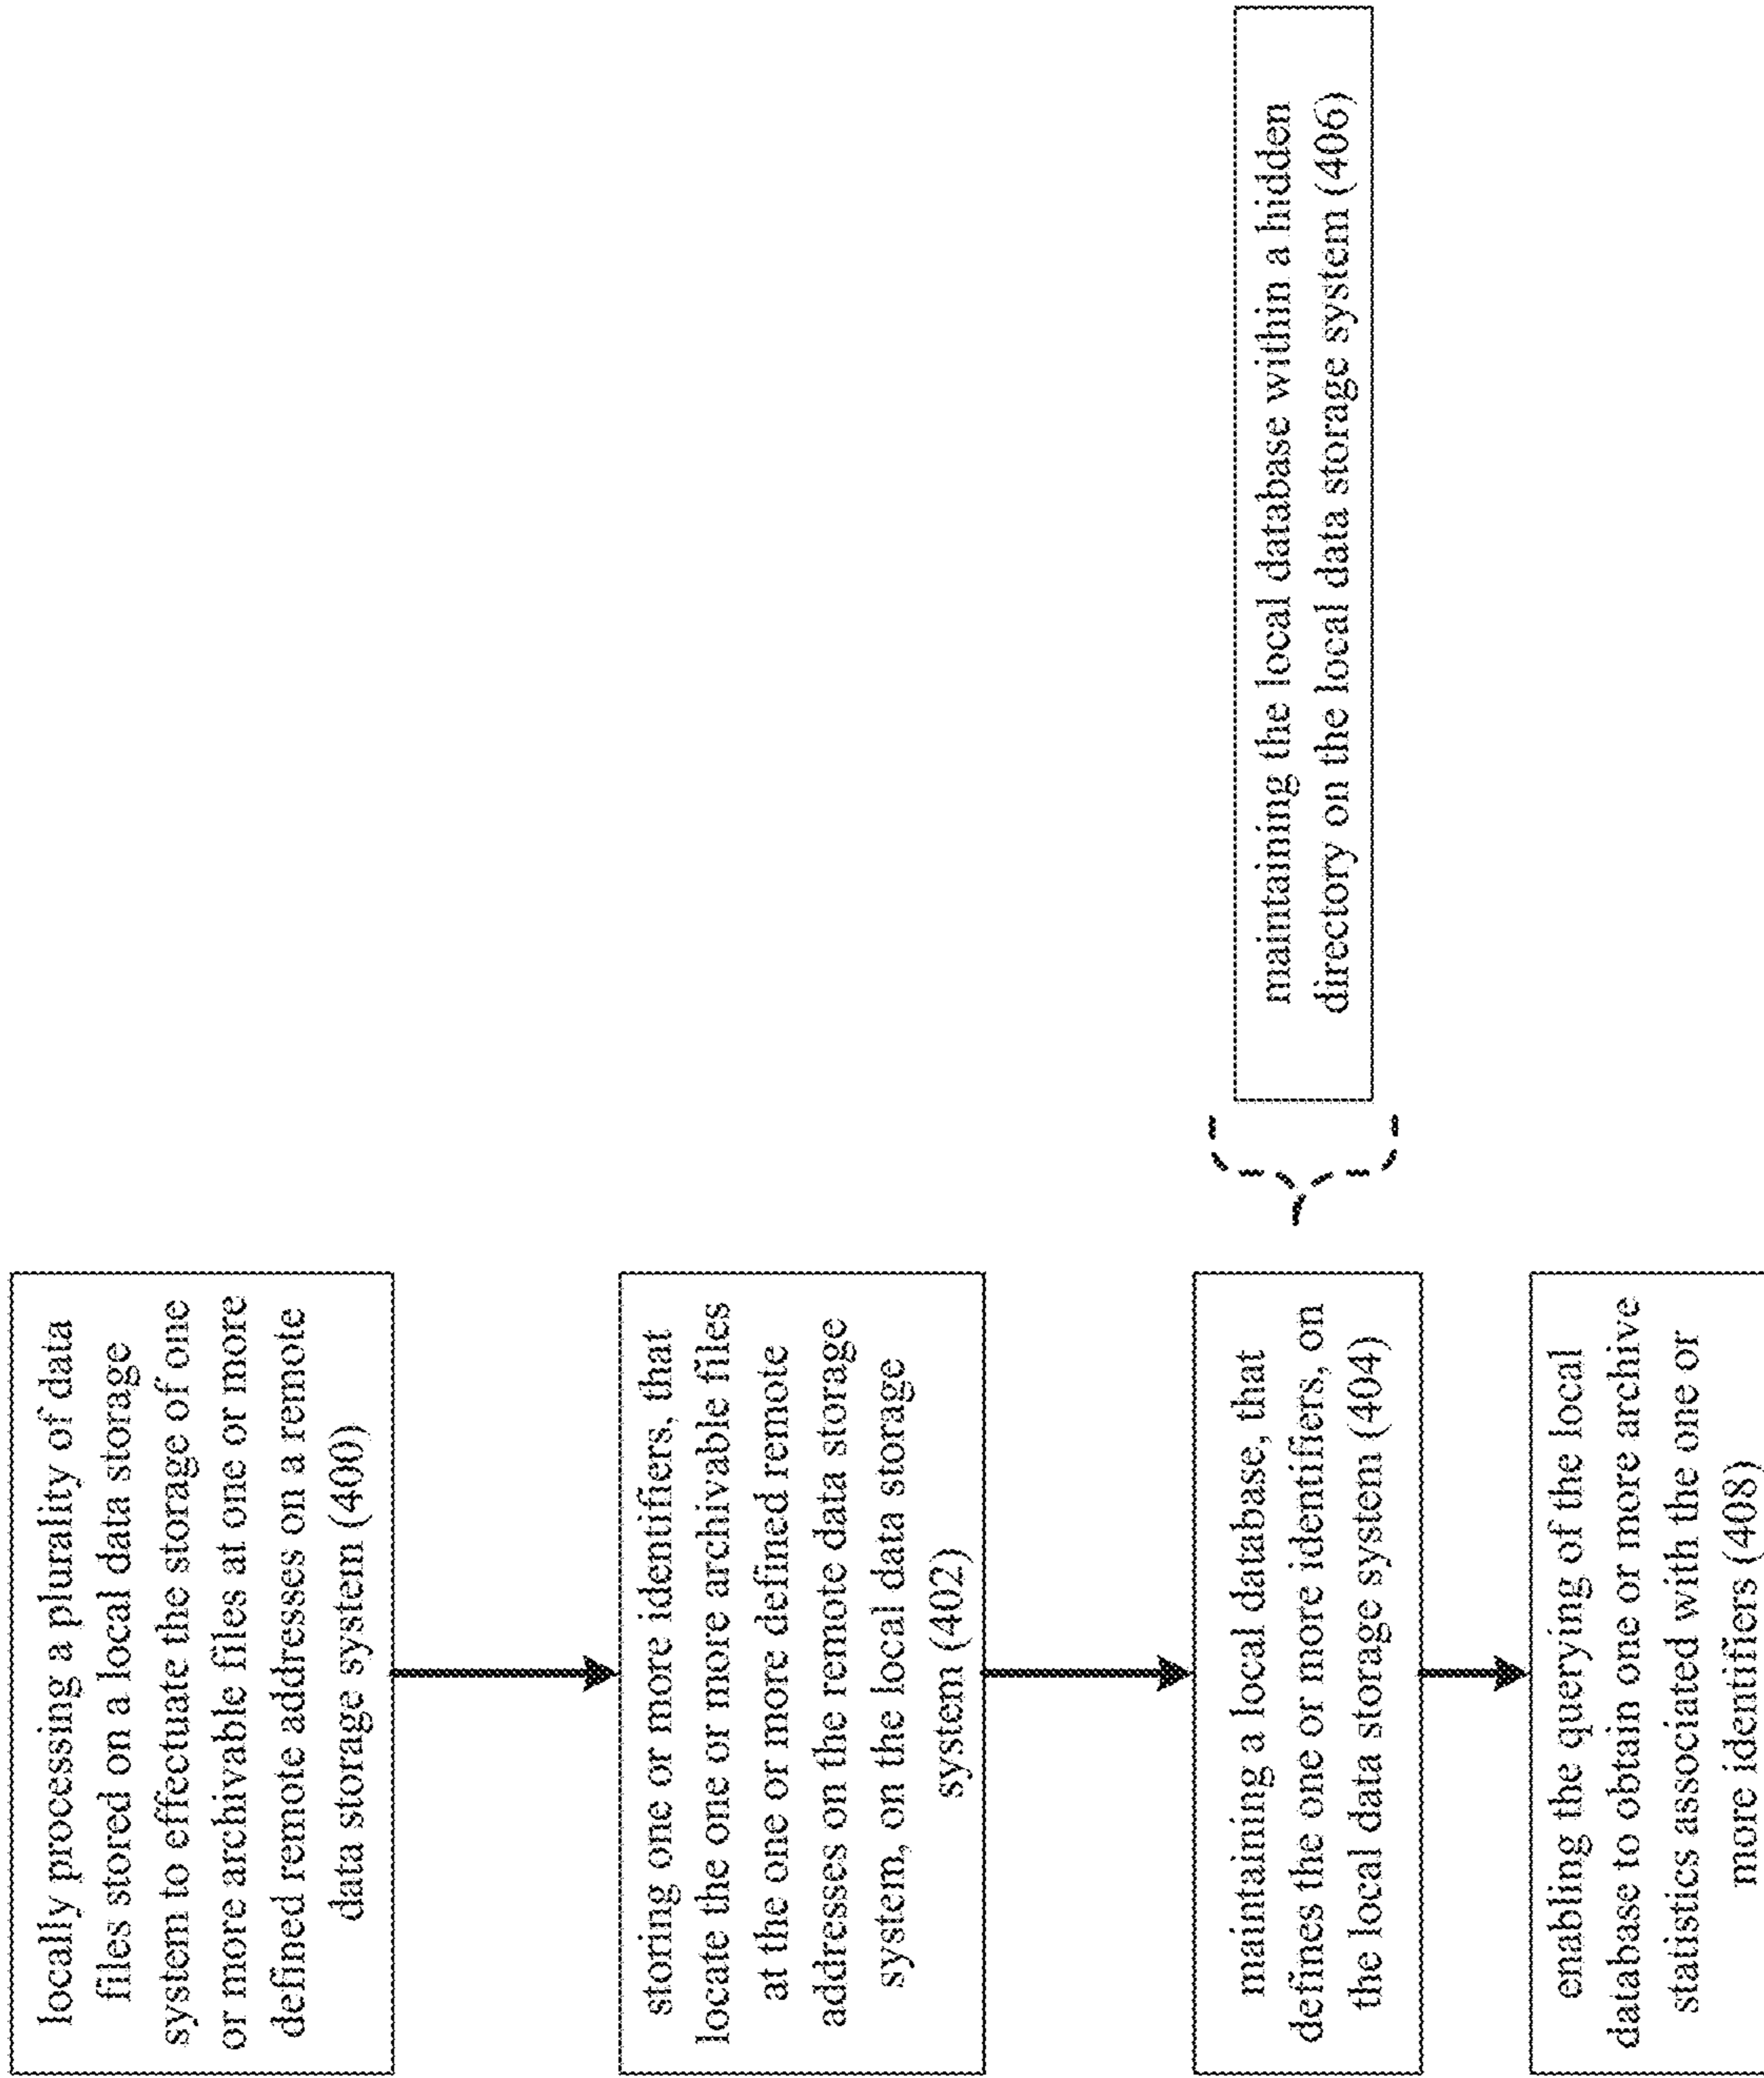 locally processing a plurality of data
files stored on a local data storage
system to effectuate the storage of one
or more archivable files at one or more
defined remote addresses on a remote
data storage system (400)
storing one or more identifiers, that
locate the one or more archivable files
at the one or more defined remote
addresses on the remote data storage
system, on the local data storage
system (402)
maintaining a local database, that
defines the one or more identifiers, on
the local data storage system (404)
maintaining the local database within a hidden
directory on the local data storage system (406)
enabling the querying of the local
database to obtain one or more archive
statistics associated with the one or
more identifiers (408)